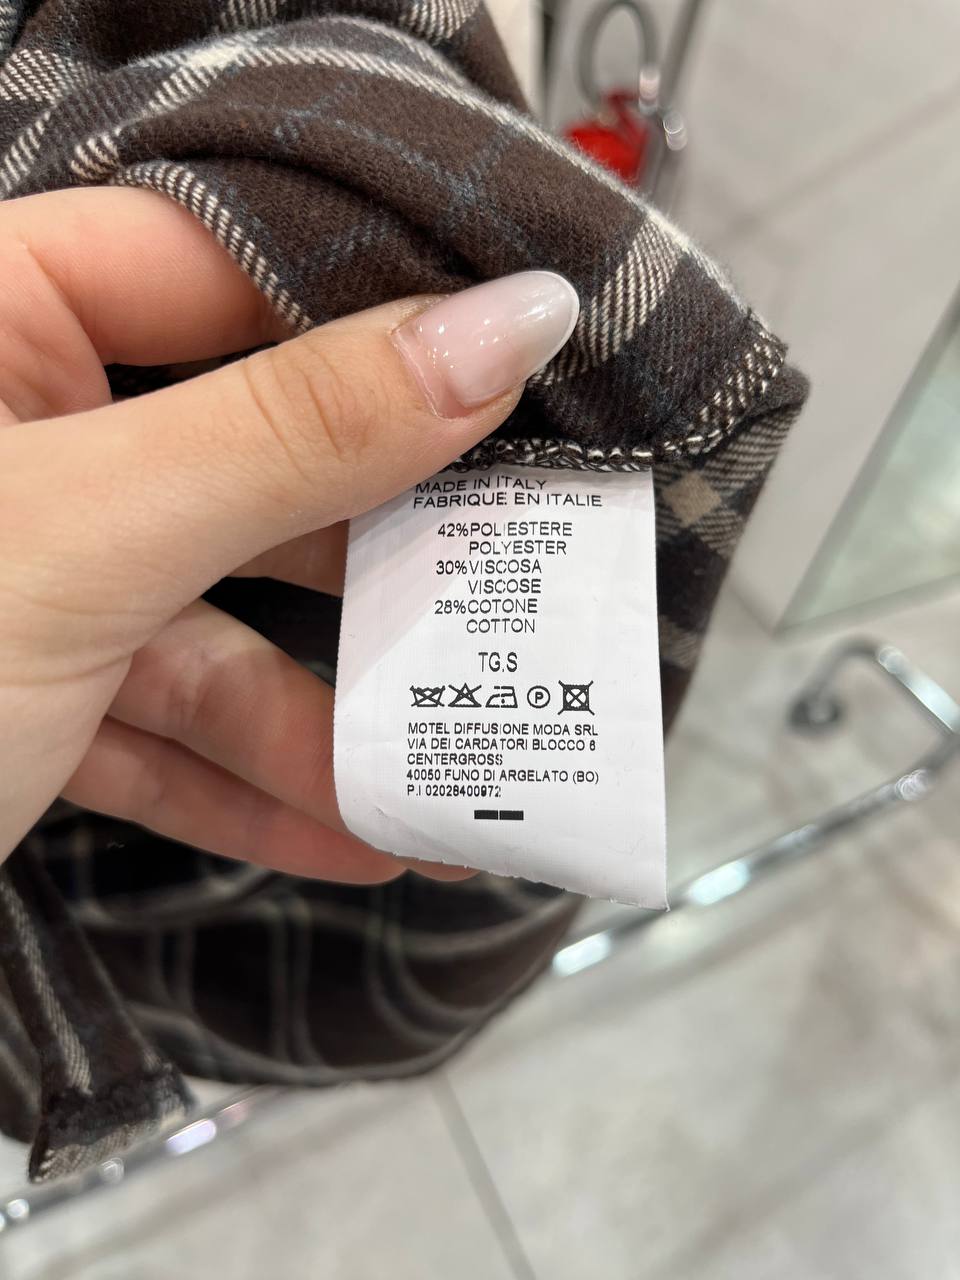 MADE IN ITALY
FABRIQUE EN ITALIE
42%POLIESTERE
POLYESTER
30%VISCOSA
VISCOSE
28%COTONE
COTTON
TG.S
P
MOTEL DIFFUSIONE MODA SRL
VIA DEI CARDATORI BLOCCO 6
CENTERGROSS
40050 FUNO DI ARGELATO (BO)
P.I 02028400372